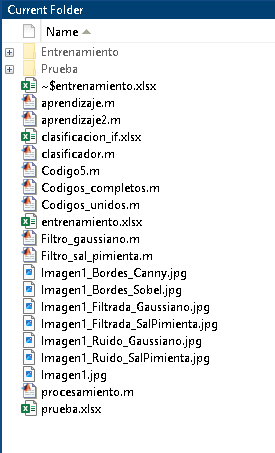 Current Folder
Name
Entrenamiento
Prueba
~$entrenamiento.xlsx
aprendizaje.m
aprendizaje2.m
clasificacion_if.xlsx
clasificador.m
Codigo5.m
Codigos_completos.m
Codigos_unidos.m
entrenamiento.xlsx
Filtro_gaussiano.m
Filtro_sal_pimienta.m
Imagen1_Bordes_Canny.jpg
Imagen1_Bordes_Sobel.jpg
Imagen1_Filtrada_Gaussiano.jpg
Imagen1_Filtrada_SalPimienta.jpg
Imagen1_Ruido_Gaussiano.jpg
Imagen1_Ruido_SalPimienta.jpg
Imagen1.jpg
procesamiento.m
prueba.xlsx